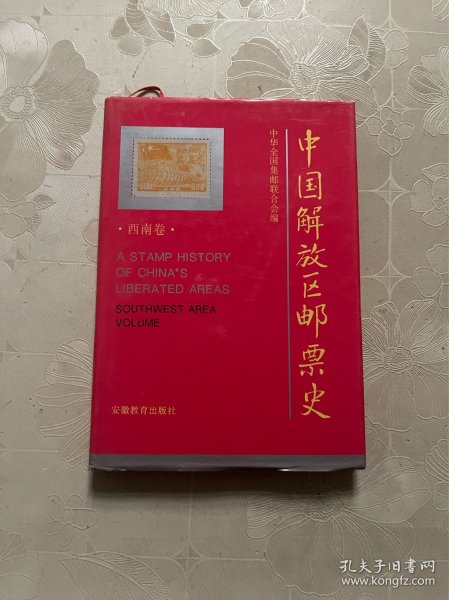 中国解放区邮票史
中华全国集邮联合会编
·西南卷·
A STAMP HISTORY
OF CHINA'S
LIBERATED AREAS
SOUTHWEST AREA
VOLUME
安徽教育出版社
孔夫子旧书网
www.kongfz.com